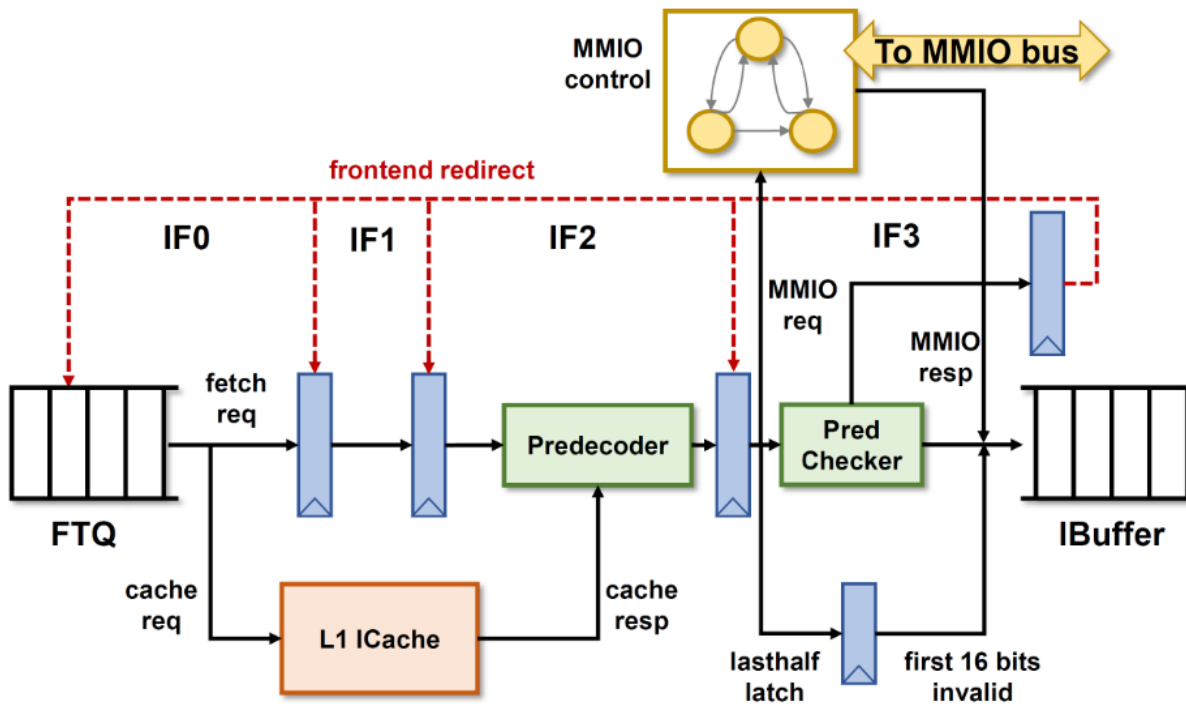 MMIO
control
To MMIO bus
frontend redirect
IF0
IF1
IF2
IF3
MMIO
req
MMIO
resp
fetch
req
Predecoder
Pred
Checker
FTQ
IBuffer
cache
req
L1 ICache
cache
resp
lasthalf
latch
first 16 bits
invalid